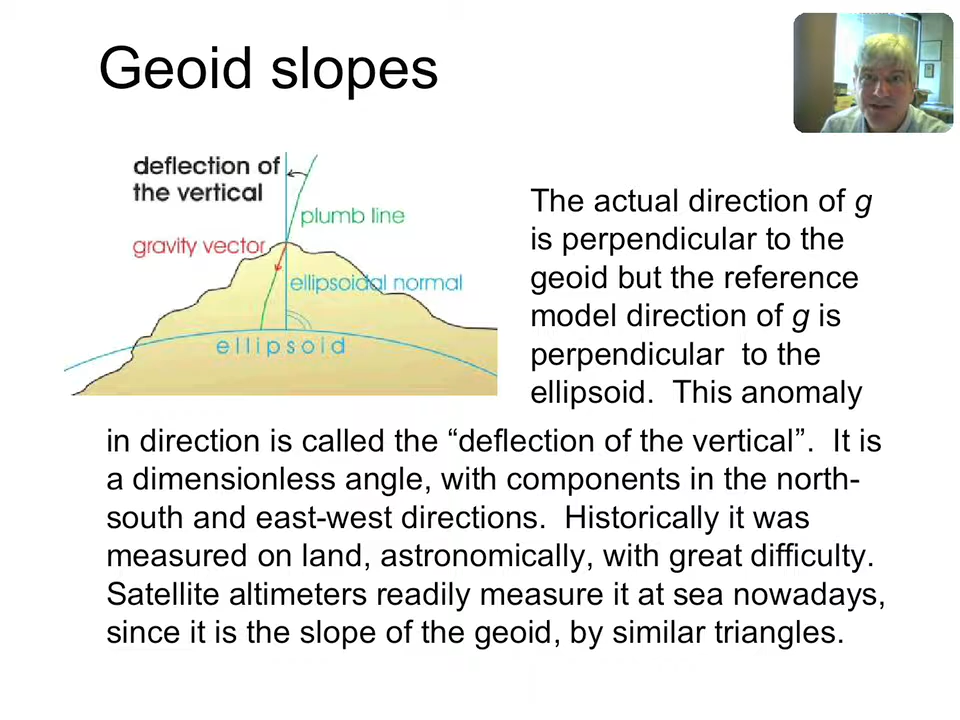 Geoid slopes
deflection of
the vertical
plumb line
gravity vector
ellipsoidal normal
ellipsoid
The actual direction of g
is perpendicular to the
geoid but the reference
model direction of g is
perpendicular to the
ellipsoid. This anomaly
in direction is called the “deflection of the vertical”. It is
a dimensionless angle, with components in the north-
south and east-west directions. Historically it was
measured on land, astronomically, with great difficulty.
Satellite altimeters readily measure it at sea nowadays,
since it is the slope of the geoid, by similar triangles.